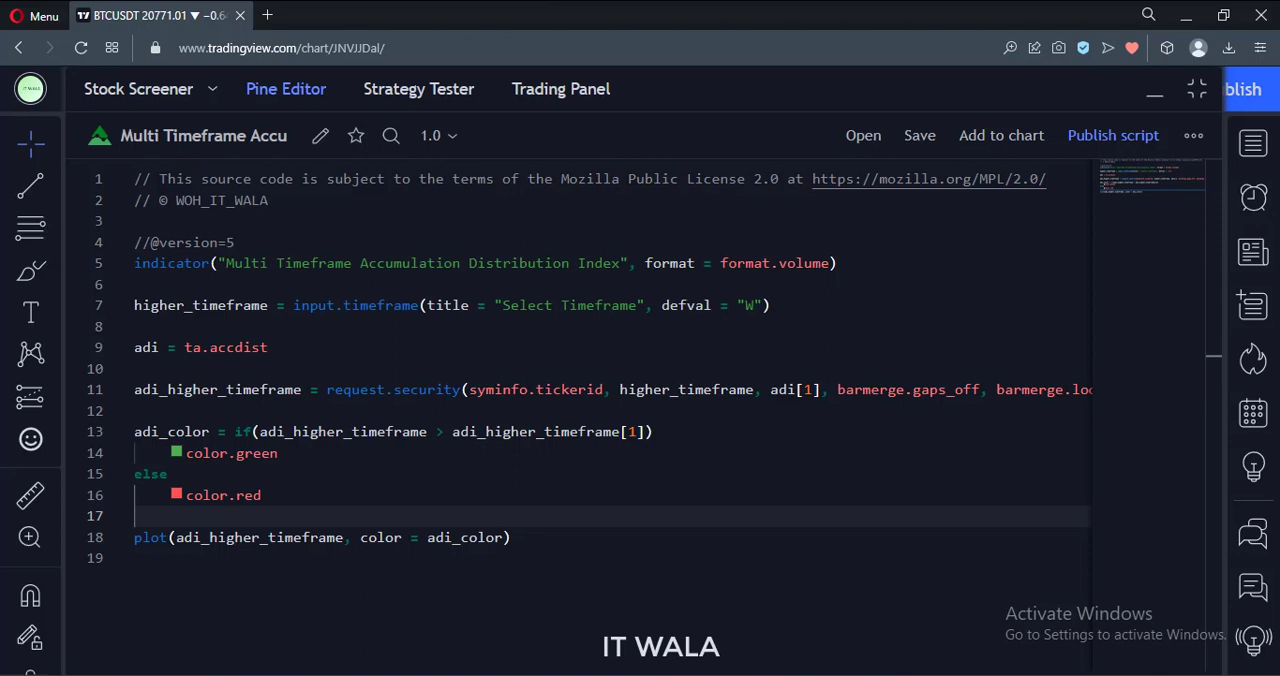 Menu
BTCUSDT 20771.01 ▼ −0.6
www.tradingview.com/chart/JNVJJDal/
IT WALA
Stock Screener
Pine Editor
Strategy Tester
Trading Panel
blish
Multi Timeframe Accu
1.0
Open
Save
Add to chart
Publish script
1 // This source code is subject to the terms of the Mozilla Public License 2.0 at https://mozilla.org/MPL/2.0/
2 // © WOH_IT_WALA
3
4 //@version=5
5 indicator("Multi Timeframe Accumulation Distribution Index", format = format.volume)
6
7 higher_timeframe = input.timeframe(title = "Select Timeframe", defval = "W")
8
9 adi = ta.accdist
10
11 adi_higher_timeframe = request.security(syminfo.tickerid, higher_timeframe, adi[1], barmerge.gaps_off, barmerge.loo
12
13 adi_color = if(adi_higher_timeframe > adi_higher_timeframe[1])
14 color.green
15 else
16 color.red
17
18 plot(adi_higher_timeframe, color = adi_color)
19
Activate Windows
Go to Settings to activate Windows.
IT WALA